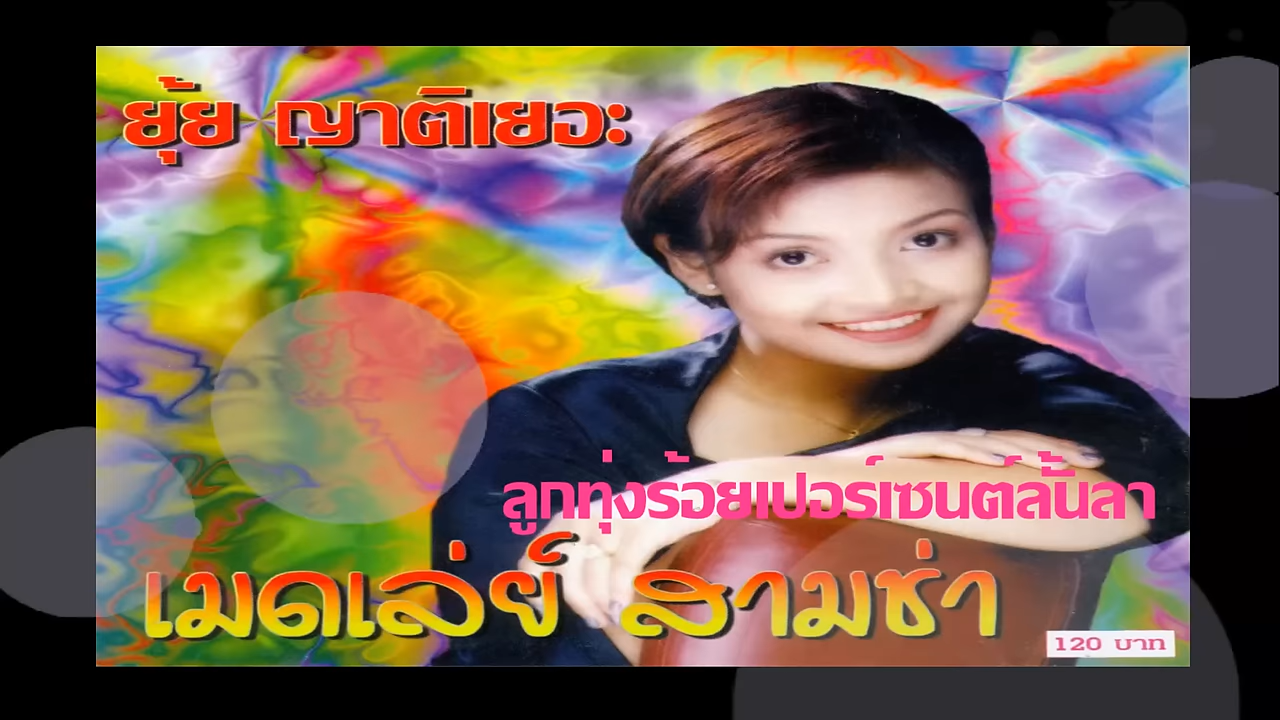 ยุ้ย ญาติเยอะ
ลูกทุ่งร้อยเปอร์เซนต์ลั้นลา
เมดเล่ย์ สามช่า
120 บาท